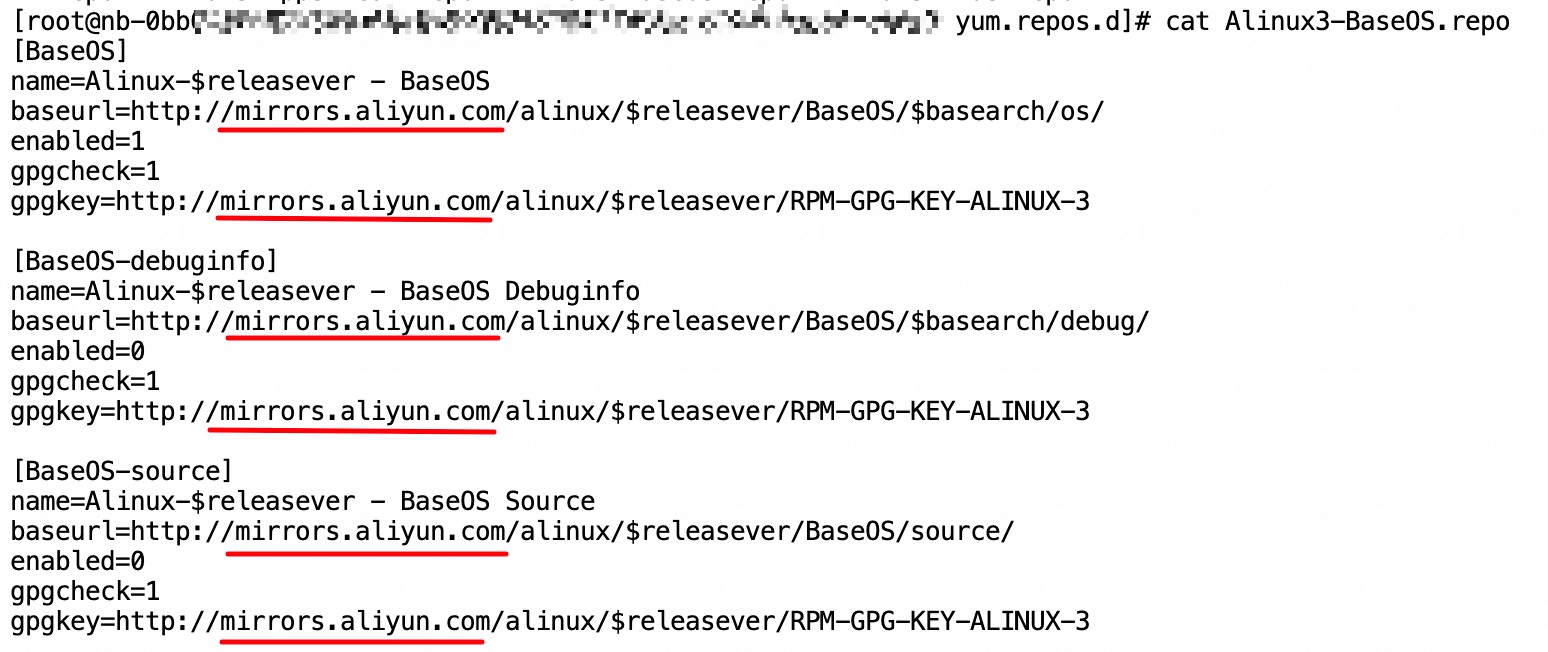 [root@nb-0bb yum.repos.d]# cat Alinux3-BaseOS.repo
[BaseOS]
name=Alinux-$releasever - BaseOS
baseurl=http://mirrors.aliyun.com/alinux/$releasever/BaseOS/$basearch/os/
enabled=1
gpgcheck=1
gpgkey=http://mirrors.aliyun.com/alinux/$releasever/RPM-GPG-KEY-ALINUX-3
[BaseOS-debuginfo]
name=Alinux-$releasever - BaseOS Debuginfo
baseurl=http://mirrors.aliyun.com/alinux/$releasever/BaseOS/$basearch/debug/
enabled=0
gpgcheck=1
gpgkey=http://mirrors.aliyun.com/alinux/$releasever/RPM-GPG-KEY-ALINUX-3
[BaseOS-source]
name=Alinux-$releasever - BaseOS Source
baseurl=http://mirrors.aliyun.com/alinux/$releasever/BaseOS/source/
enabled=0
gpgcheck=1
gpgkey=http://mirrors.aliyun.com/alinux/$releasever/RPM-GPG-KEY-ALINUX-3